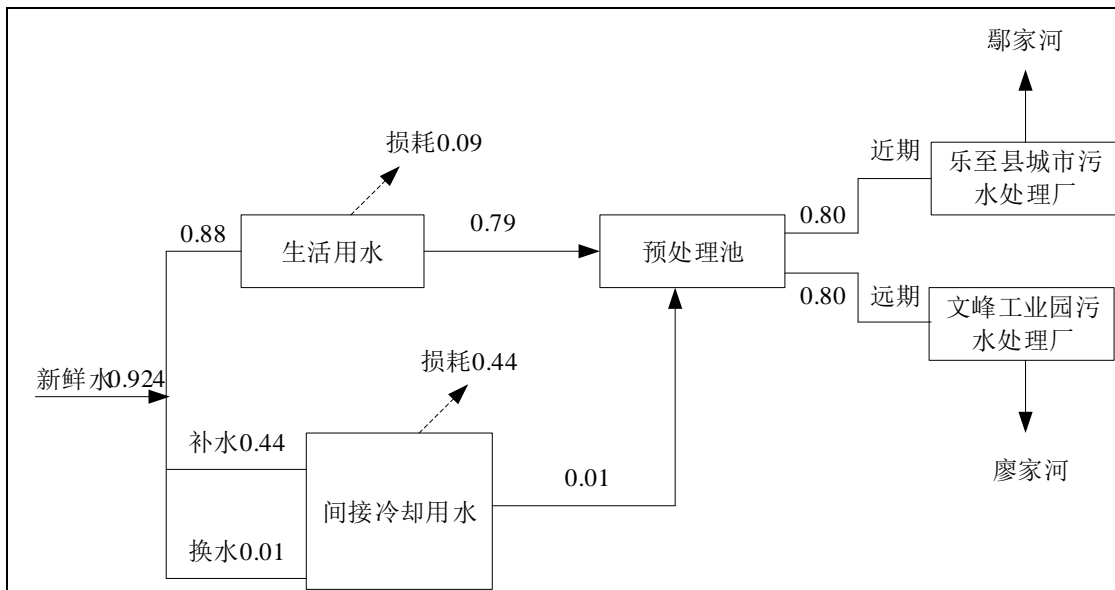 鄢家河
损耗0.09
近期
乐至县城市污
水处理厂
0.88
生活用水
0.79
预处理池
0.80
0.80
远期
文峰工业园污
水处理厂
新鲜水0.924
损耗0.44
补水0.44
间接冷却用水
0.01
换水0.01
廖家河